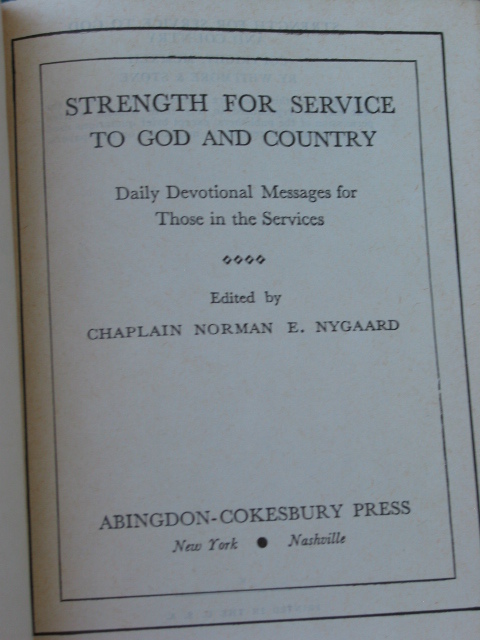 STRENGTH FOR SERVICE
TO GOD AND COUNTRY
Daily Devotional Messages for
Those in the Services
Edited by
CHAPLAIN NORMAN E. NYGAARD
ABINGDON-COKESBURY PRESS
New York ● Nashville